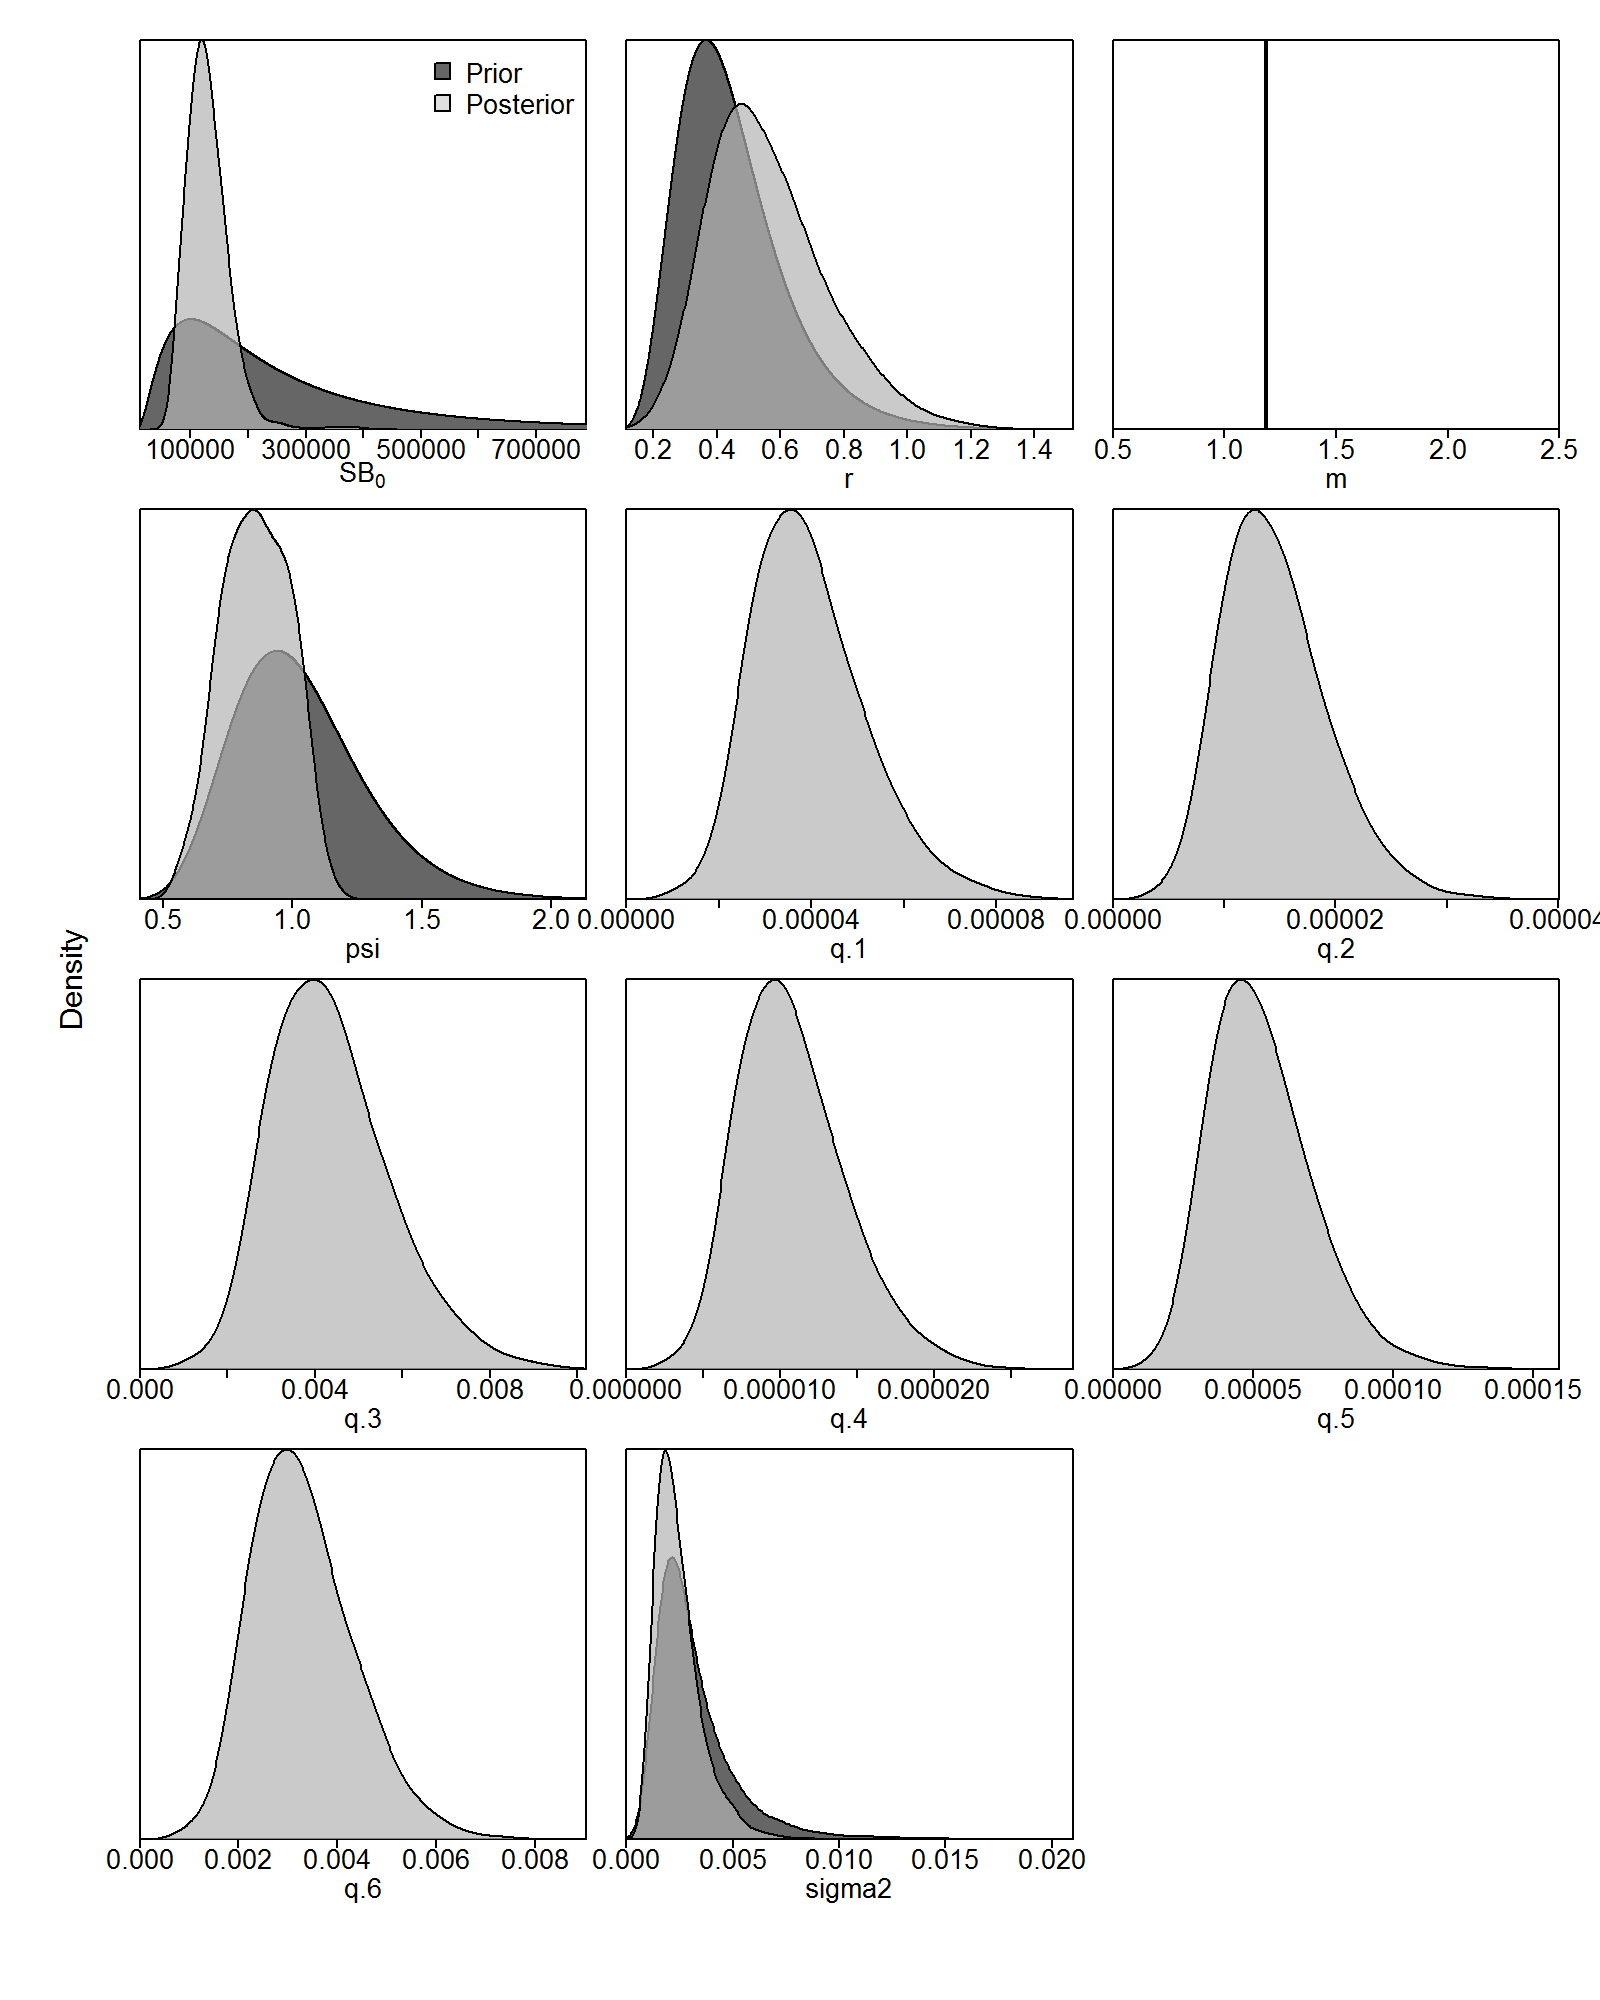 Prior
Posterior
100000 300000 500000 700000
SB0
0.2 0.4 0.6 0.8 1.0 1.2 1.4
r
0.5 1.0 1.5 2.0 2.5
m
0.5 1.0 1.5 2.0
psi
0.00000 0.00004 0.00008
q.1
0.00000 0.00002 0.00004
q.2
Density
0.000 0.004 0.008
q.3
0.000000 0.000010 0.000020
q.4
0.00000 0.00005 0.00010 0.00015
q.5
0.000 0.002 0.004 0.006 0.008
q.6
0.000 0.005 0.010 0.015 0.020
sigma2